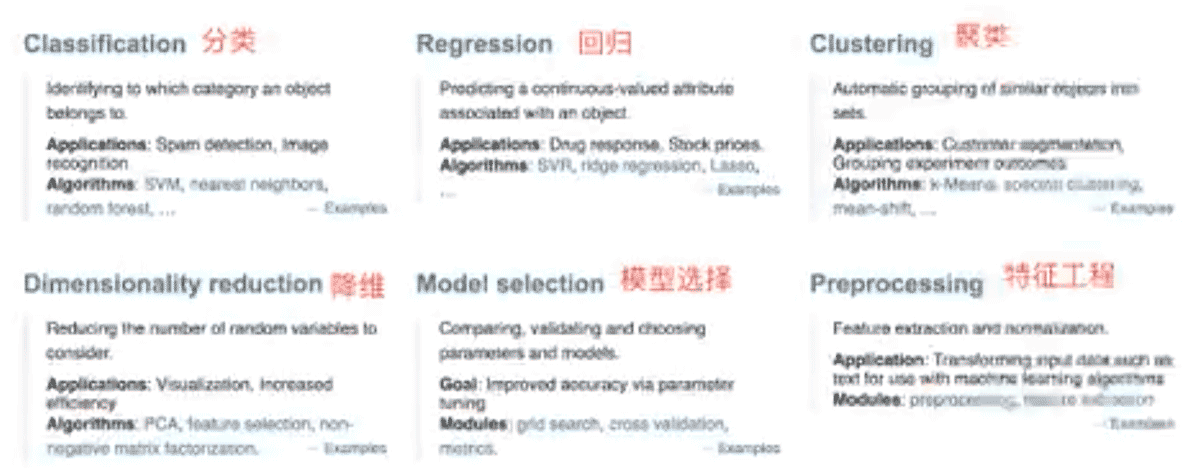 Classification 分类
Identifying to which category an object
belongs to.
Applications: Spam detection, Image
recognition.
Algorithms: SVM, nearest neighbors,
random forest, ... — Examples
Regression 回归
Predicting a continuous-valued attribute
associated with an object.
Applications: Drug response, Stock prices.
Algorithms: SVR, ridge regression, Lasso,
... — Examples
Clustering 聚类
Automatic grouping of similar objects into
sets.
Applications: Customer segmentation,
Grouping experiment outcomes
Algorithms: k-Means, spectral clustering,
mean-shift, ... — Examples
Dimensionality reduction 降维
Reducing the number of random variables to
consider.
Applications: Visualization, Increased
efficiency
Algorithms: PCA, feature selection, non-
negative matrix factorization. — Examples
Model selection 模型选择
Comparing, validating and choosing
parameters and models.
Goal: Improved accuracy via parameter
tuning
Modules: grid search, cross validation,
metrics. — Examples
Preprocessing 特征工程
Feature extraction and normalization.
Application: Transforming input data such as
text for use with machine learning algorithms.
Modules: preprocessing, feature extraction.
— Examples